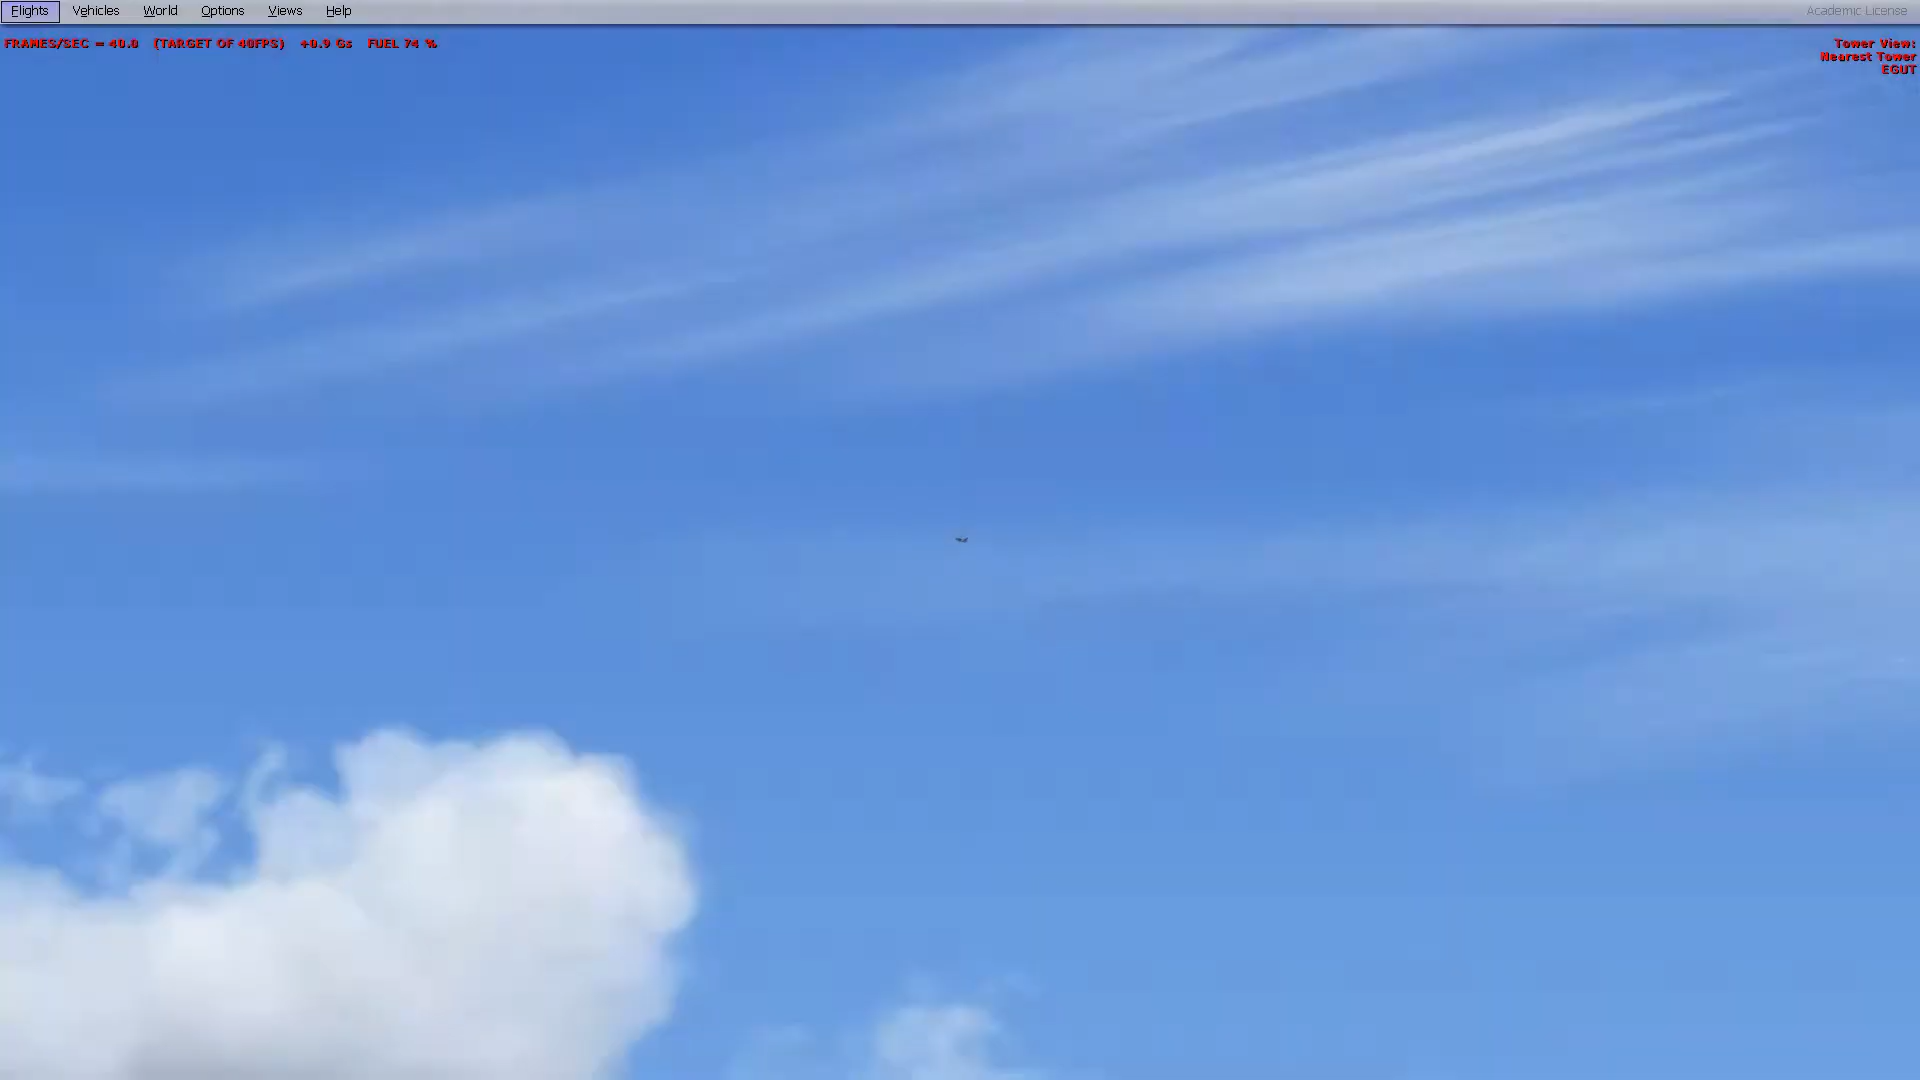 Flights Vehicles World Options Views Help Academic License
FRAMES/SEC = 40.0 (TARGET OF 40FPS) +0.9 Gs FUEL 74 %
Tower View:
Nearest Tower
EGUT